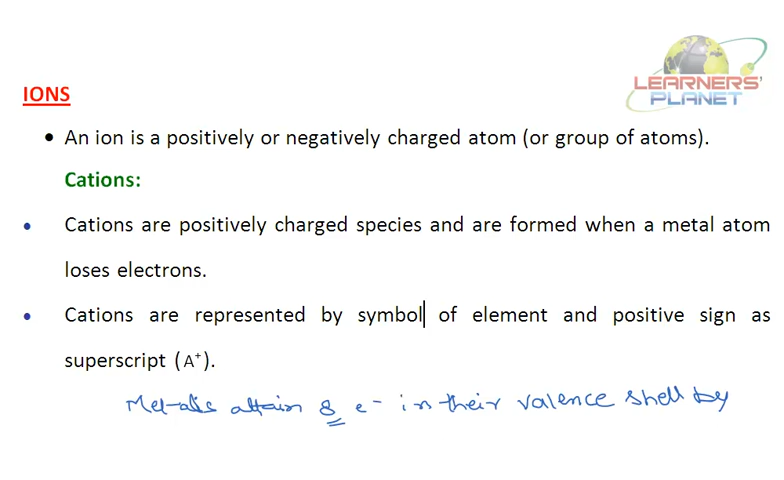 LEARNERS'
PLANET
IONS
• An ion is a positively or negatively charged atom (or group of atoms).
Cations:
• Cations are positively charged species and are formed when a metal atom
loses electrons.
• Cations are represented by symbol of element and positive sign as
superscript (A⁺).
Metals attain 8 e⁻ in their valence shell by